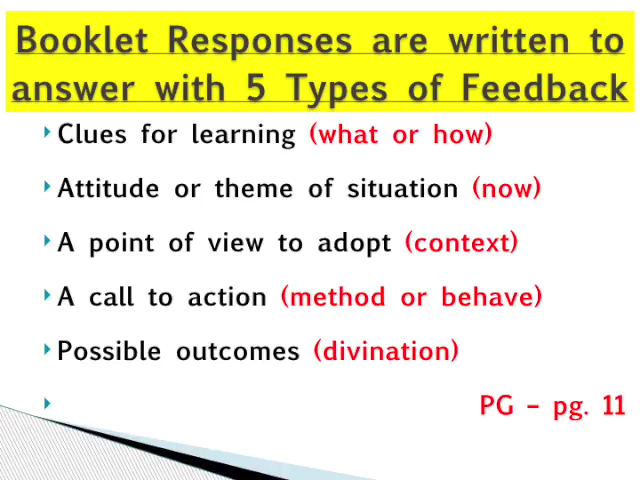 Booklet Responses are written to
answer with 5 Types of Feedback
Clues for learning (what or how)
Attitude or theme of situation (now)
A point of view to adopt (context)
A call to action (method or behave)
Possible outcomes (divination)
PG – pg. 11